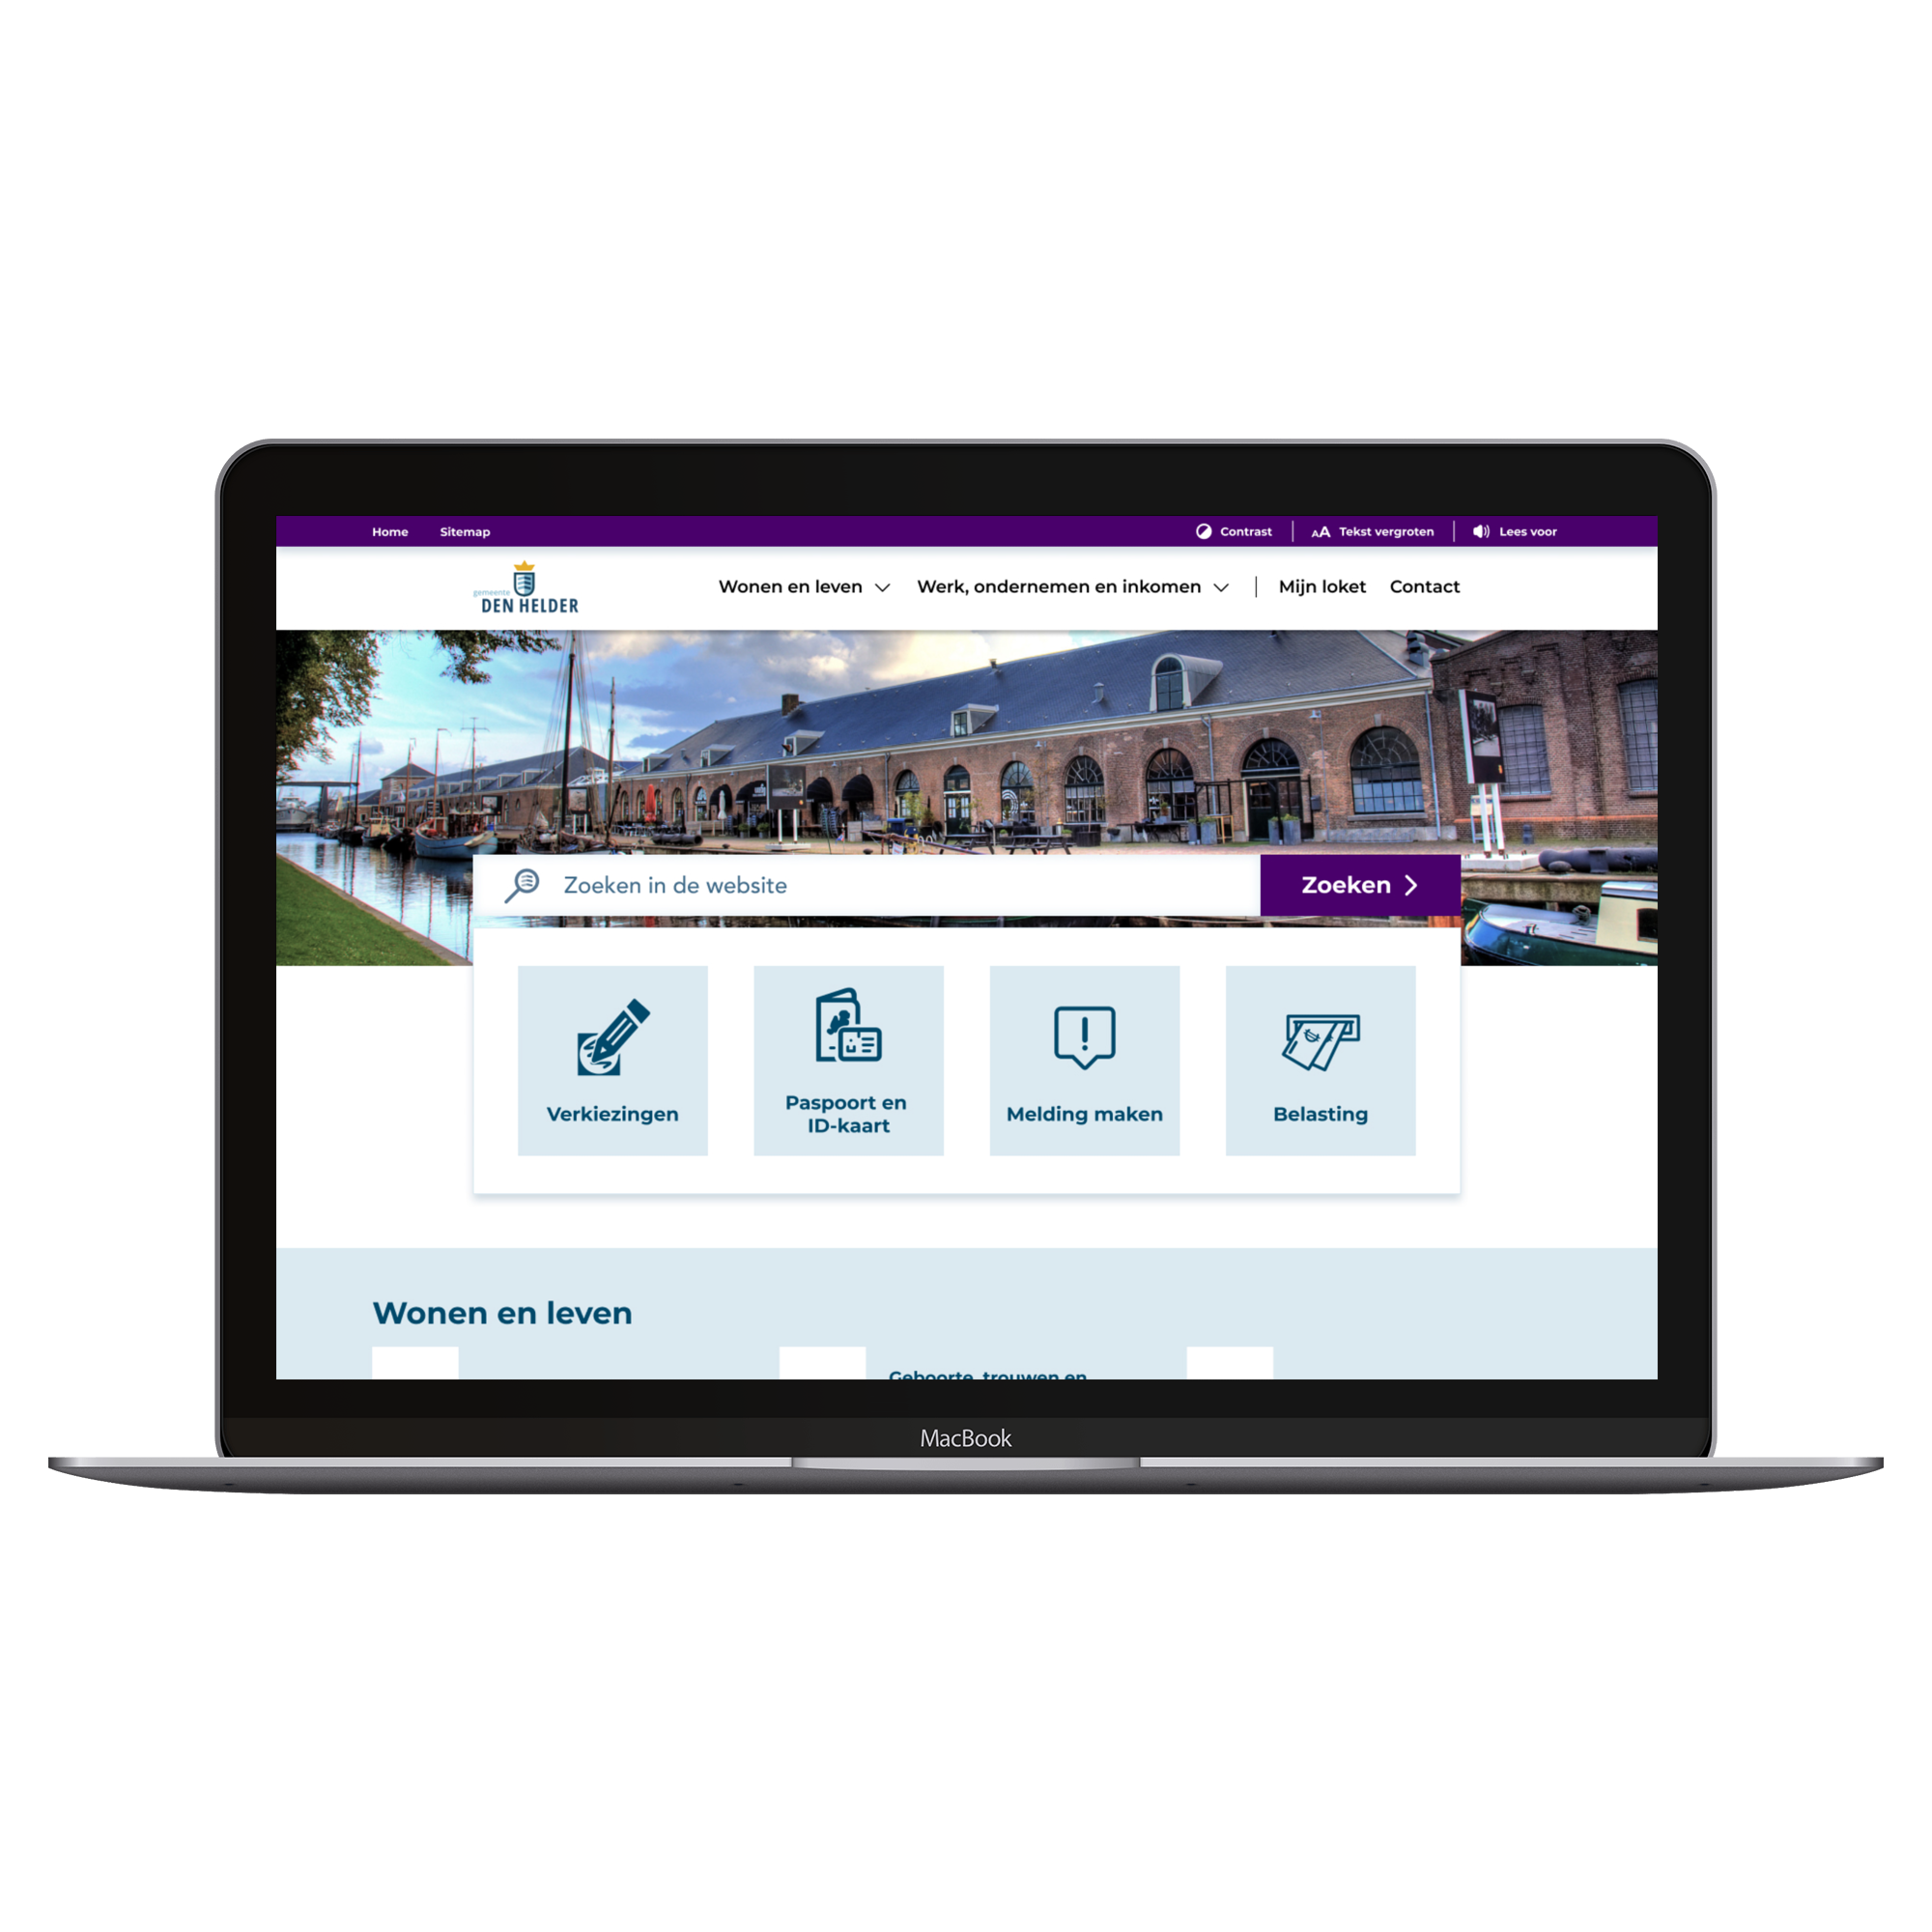 Home Sitemap Contrast AA Tekst vergroten Lees voor
gemeente
DEN HELDER
Wonen en leven Werk, ondernemen en inkomen Mijn loket Contact
Zoeken in de website Zoeken
Verkiezingen
Paspoort en
ID-kaart
Melding maken
Belasting
Wonen en leven
Geboorte, trouwen en
MacBook